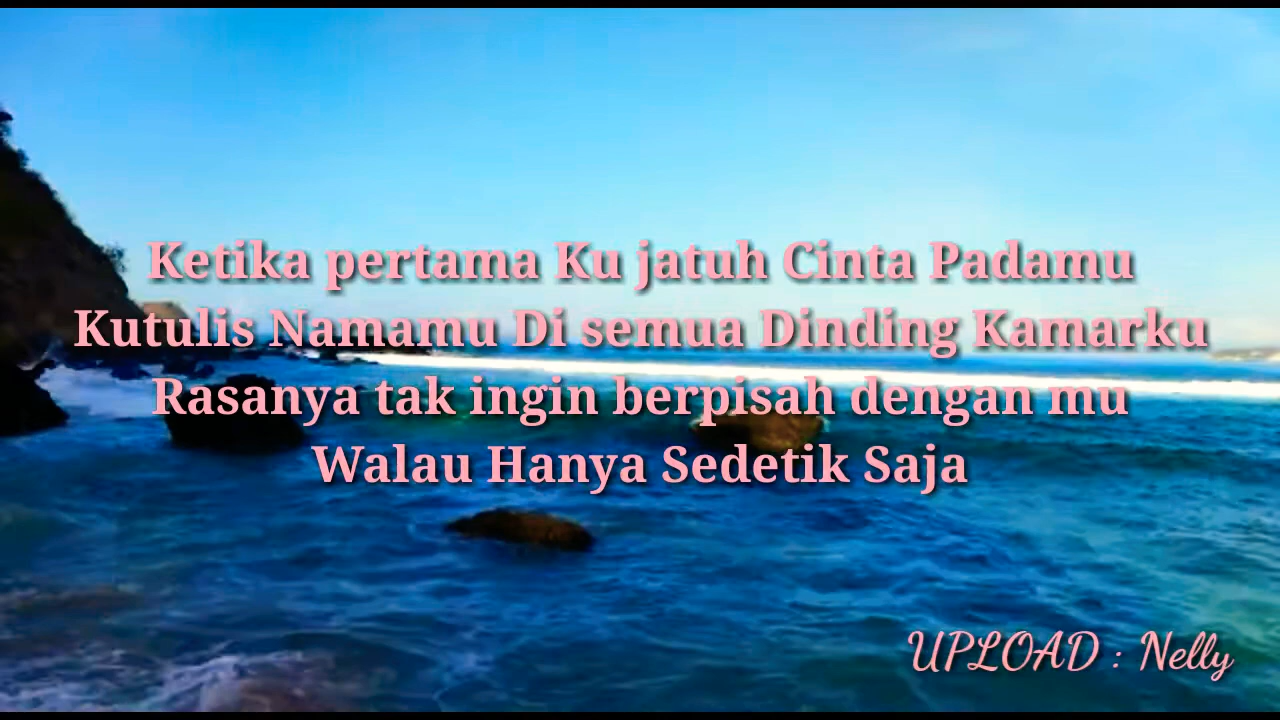 Ketika pertama Ku jatuh Cinta Padamu
Kutulis Namamu Di semua Dinding Kamarku
Rasanya tak ingin berpisah dengan mu
Walau Hanya Sedetik Saja
UPLOAD : Nelly